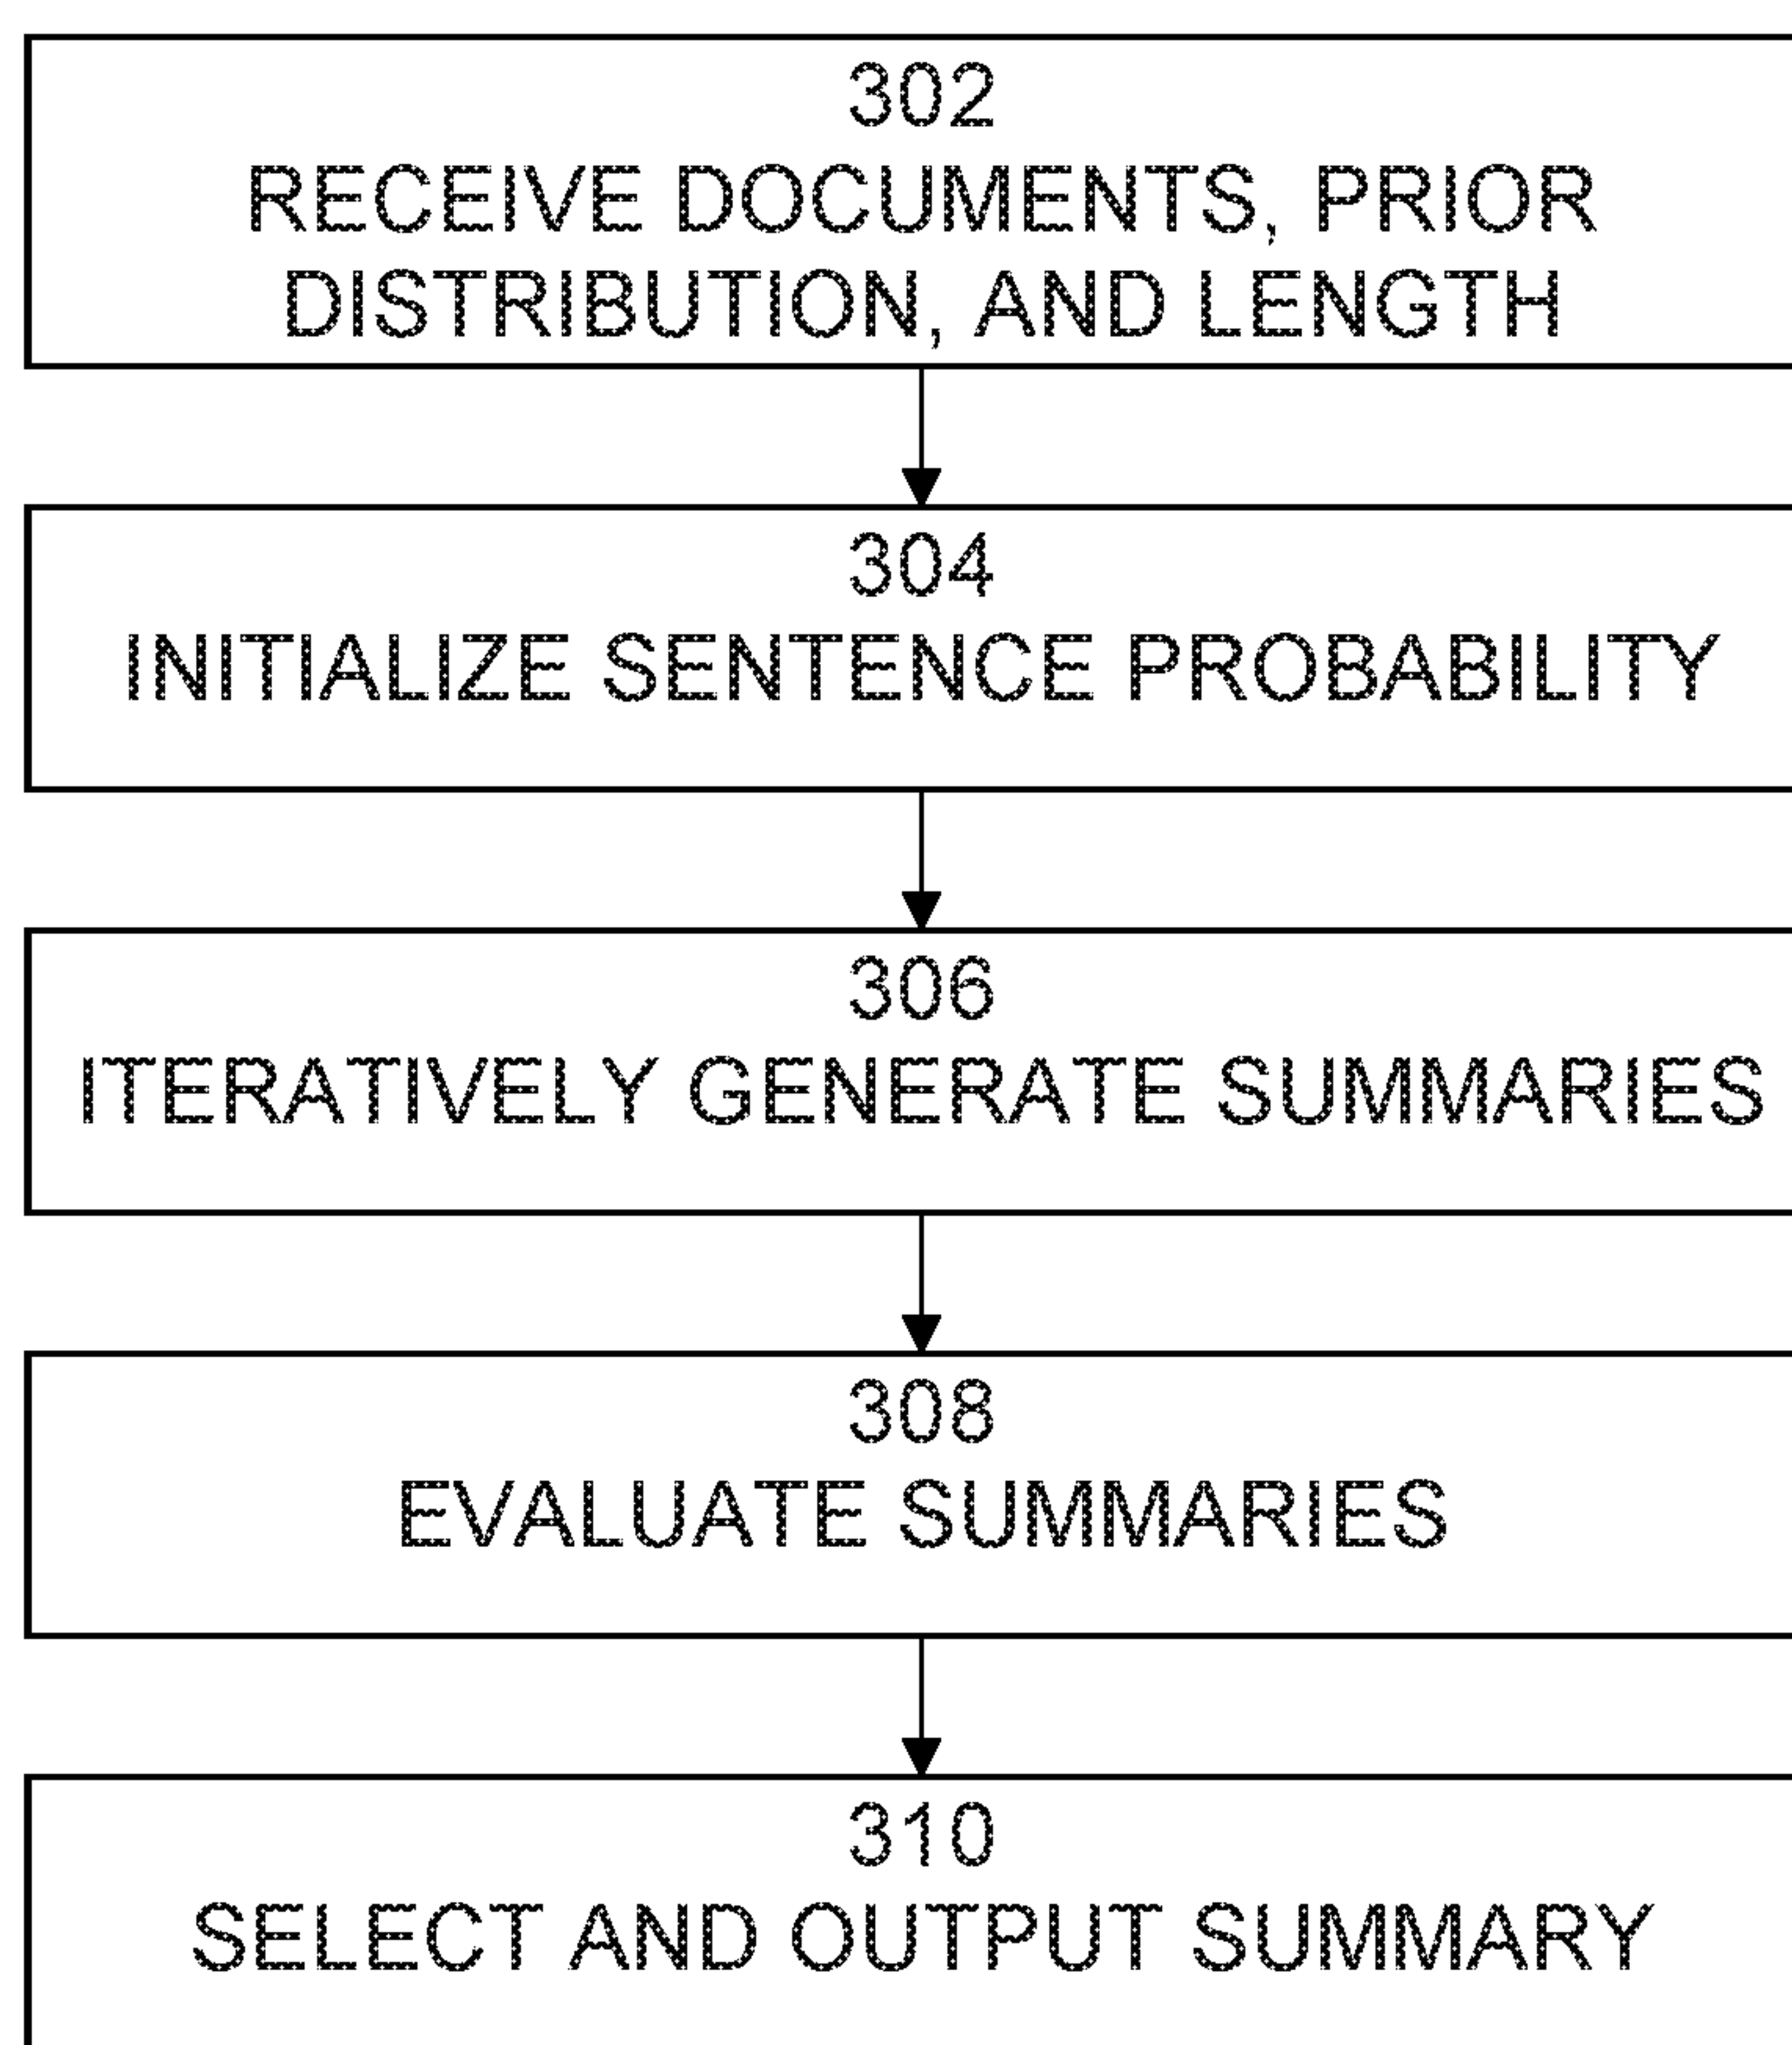 302
RECEIVE DOCUMENTS, PRIOR
DISTRIBUTION, AND LENGTH
304
INITIALIZE SENTENCE PROBABILITY
306
ITERATIVELY GENERATE SUMMARIES
308
EVALUATE SUMMARIES
310
SELECT AND OUTPUT SUMMARY